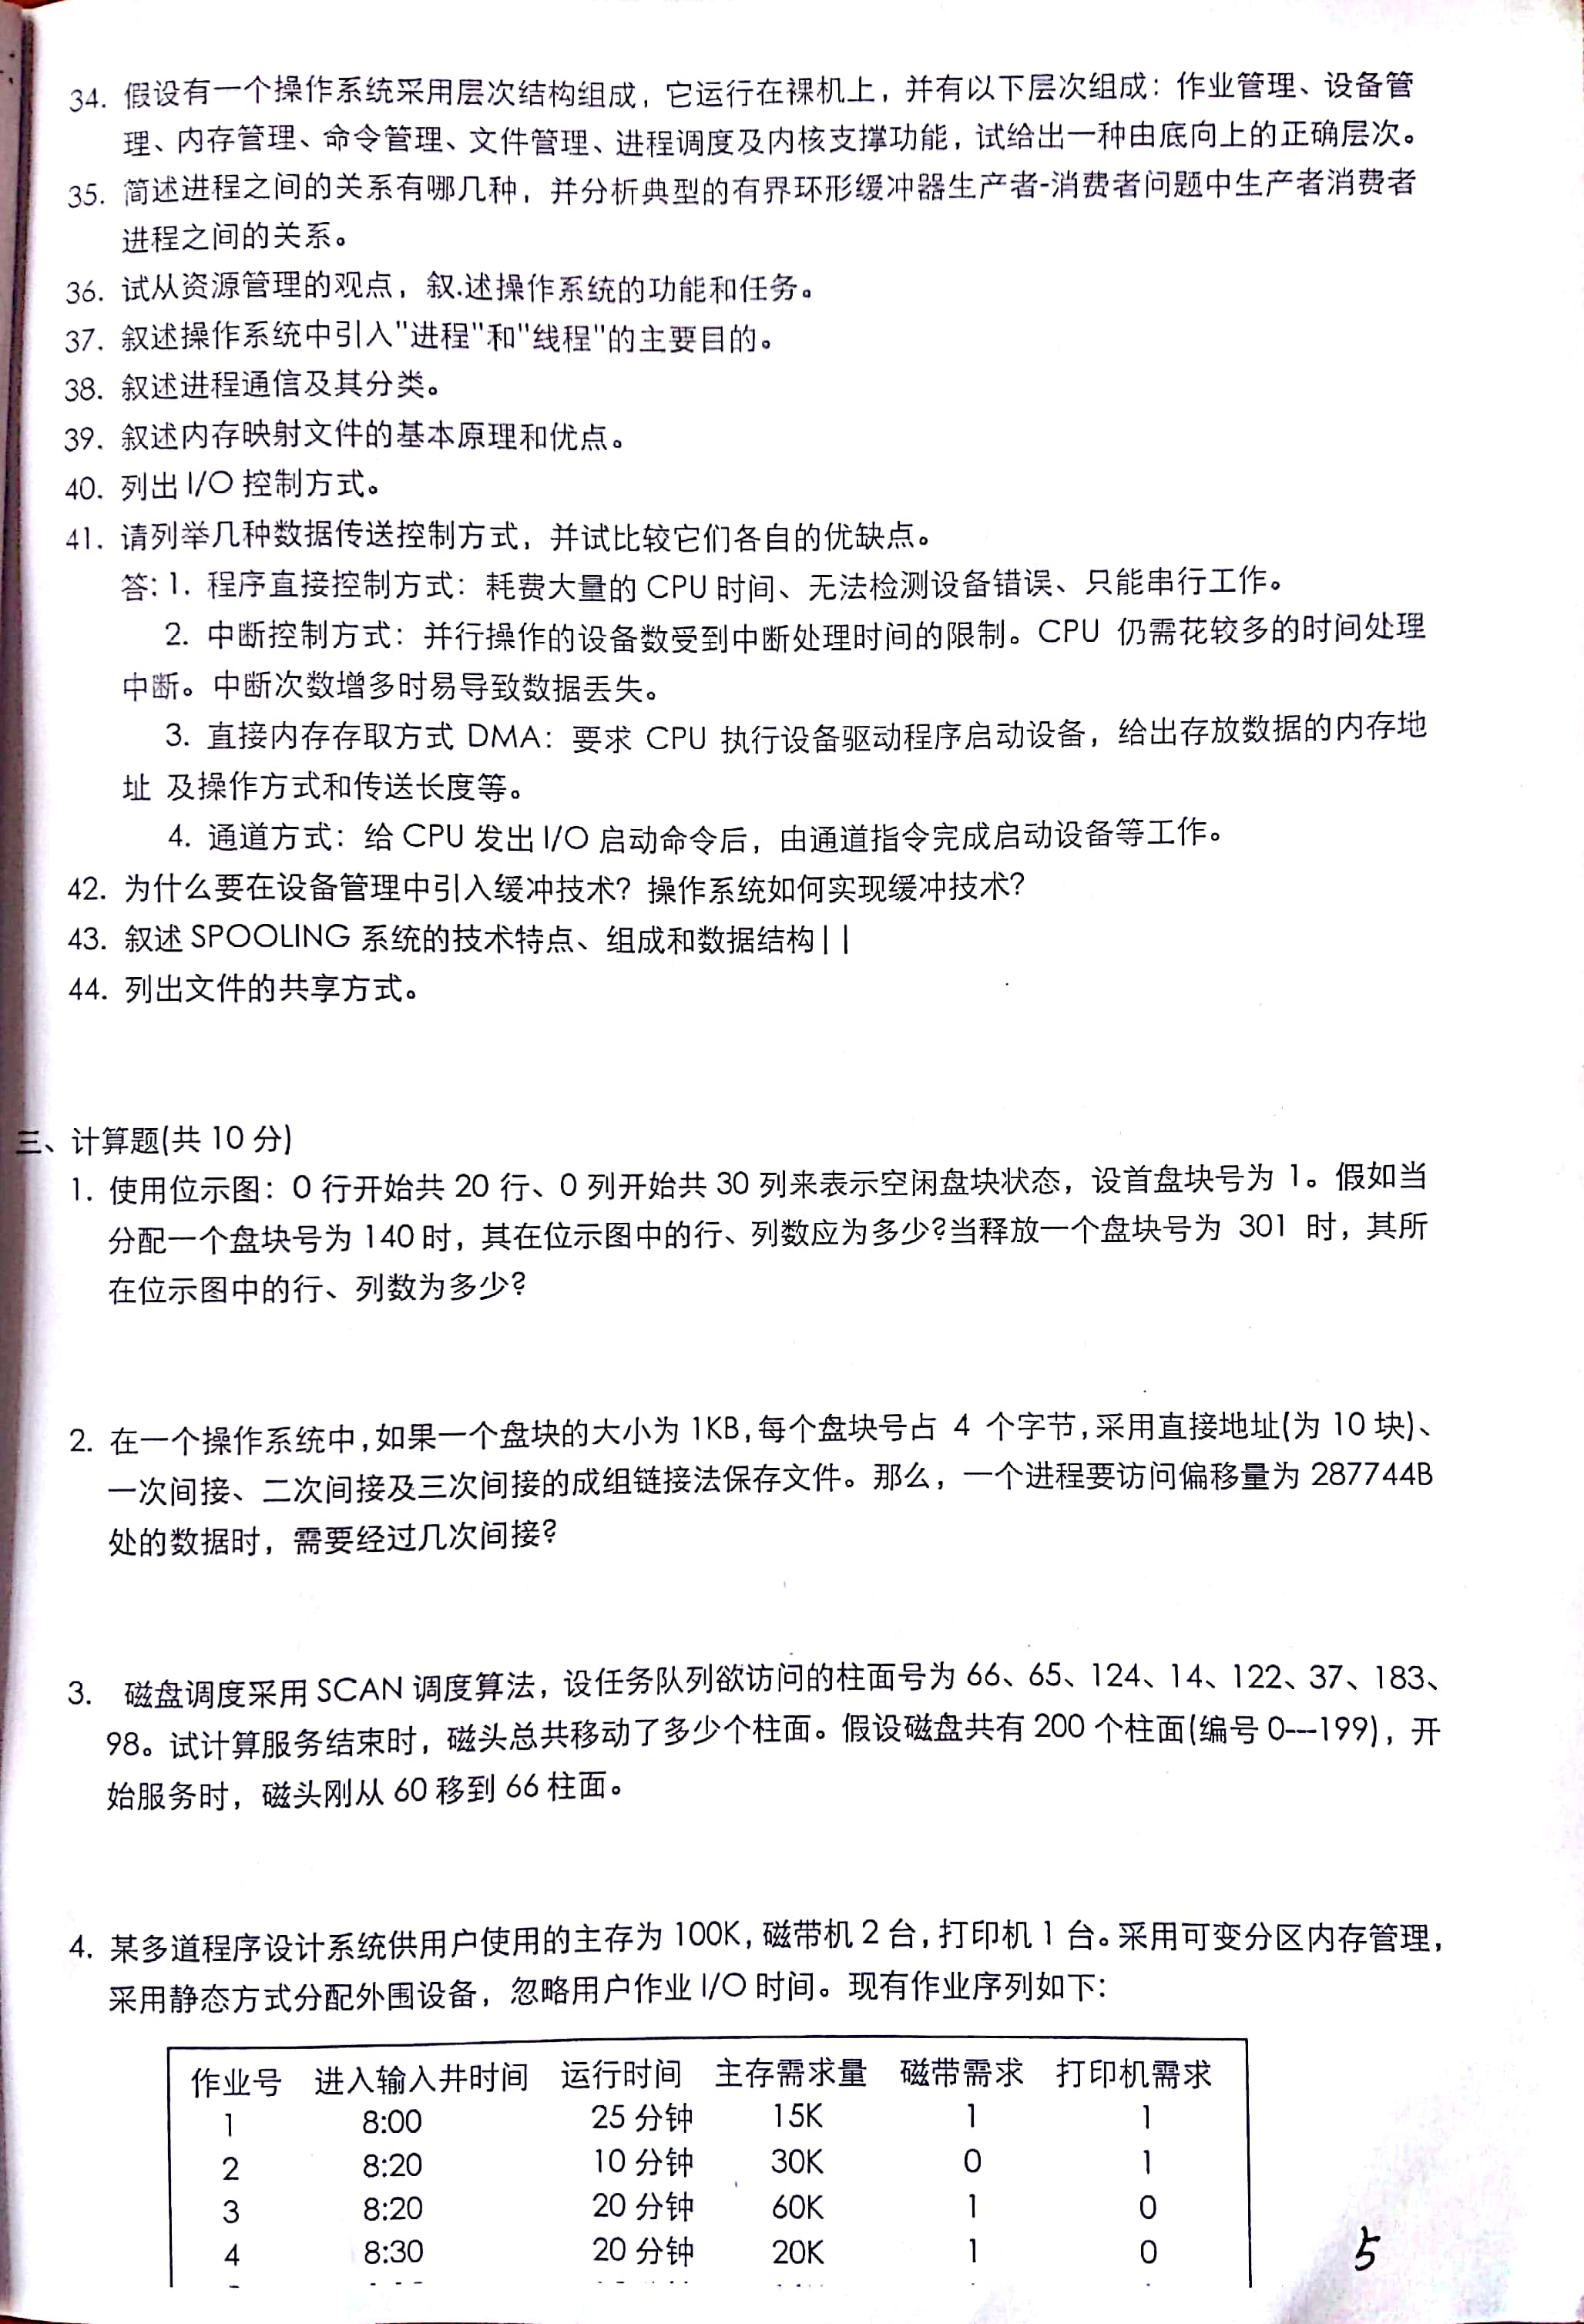 34. 假设有一个操作系统采用层次结构组成，它运行在裸机上，并有以下层次组成：作业管理、设备管
理、内存管理、命令管理、文件管理、进程调度及内核支撑功能，试给出一种由底向上的正确层次。
35. 简述进程之间的关系有哪几种，并分析典型的有界环形缓冲器生产者-消费者问题中生产者消费者
进程之间的关系。
36. 试从资源管理的观点，叙.述操作系统的功能和任务。
37. 叙述操作系统中引入"进程"和"线程"的主要目的。
38. 叙述进程通信及其分类。
39. 叙述内存映射文件的基本原理和优点。
40. 列出 I/O 控制方式。
41. 请列举几种数据传送控制方式，并试比较它们各自的优缺点。
答: 1. 程序直接控制方式：耗费大量的 CPU 时间、无法检测设备错误、只能串行工作。
2. 中断控制方式：并行操作的设备数受到中断处理时间的限制。CPU 仍需花较多的时间处理
中断。中断次数增多时易导致数据丢失。
3. 直接内存存取方式 DMA：要求 CPU 执行设备驱动程序启动设备，给出存放数据的内存地
址 及操作方式和传送长度等。
4. 通道方式：给 CPU 发出 I/O 启动命令后，由通道指令完成启动设备等工作。
42. 为什么要在设备管理中引入缓冲技术？操作系统如何实现缓冲技术？
43. 叙述 SPOOLING 系统的技术特点、组成和数据结构||
44. 列出文件的共享方式。
三、计算题(共 10 分)
1. 使用位示图：0 行开始共 20 行、0 列开始共 30 列来表示空闲盘块状态，设首盘块号为 1。假如当
分配一个盘块号为 140 时，其在位示图中的行、列数应为多少?当释放一个盘块号为 301 时，其所
在位示图中的行、列数为多少?
2. 在一个操作系统中,如果一个盘块的大小为 1KB,每个盘块号占 4 个字节,采用直接地址(为 10 块)、
一次间接、二次间接及三次间接的成组链接法保存文件。那么，一个进程要访问偏移量为 287744B
处的数据时，需要经过几次间接?
3. 磁盘调度采用 SCAN 调度算法，设任务队列欲访问的柱面号为 66、65、124、14、122、37、183、
98。试计算服务结束时，磁头总共移动了多少个柱面。假设磁盘共有 200 个柱面(编号 0---199)，开
始服务时，磁头刚从 60 移到 66 柱面。
4. 某多道程序设计系统供用户使用的主存为 100K,磁带机 2 台,打印机 1 台。采用可变分区内存管理,
采用静态方式分配外围设备，忽略用户作业 I/O 时间。现有作业序列如下:
作业号 进入输入井时间 运行时间 主存需求量 磁带需求 打印机需求
1 8:00 25 分钟 15K 1 1
2 8:20 10 分钟 30K 0 1
3 8:20 20 分钟 60K 1 0
4 8:30 20 分钟 20K 1 0
5